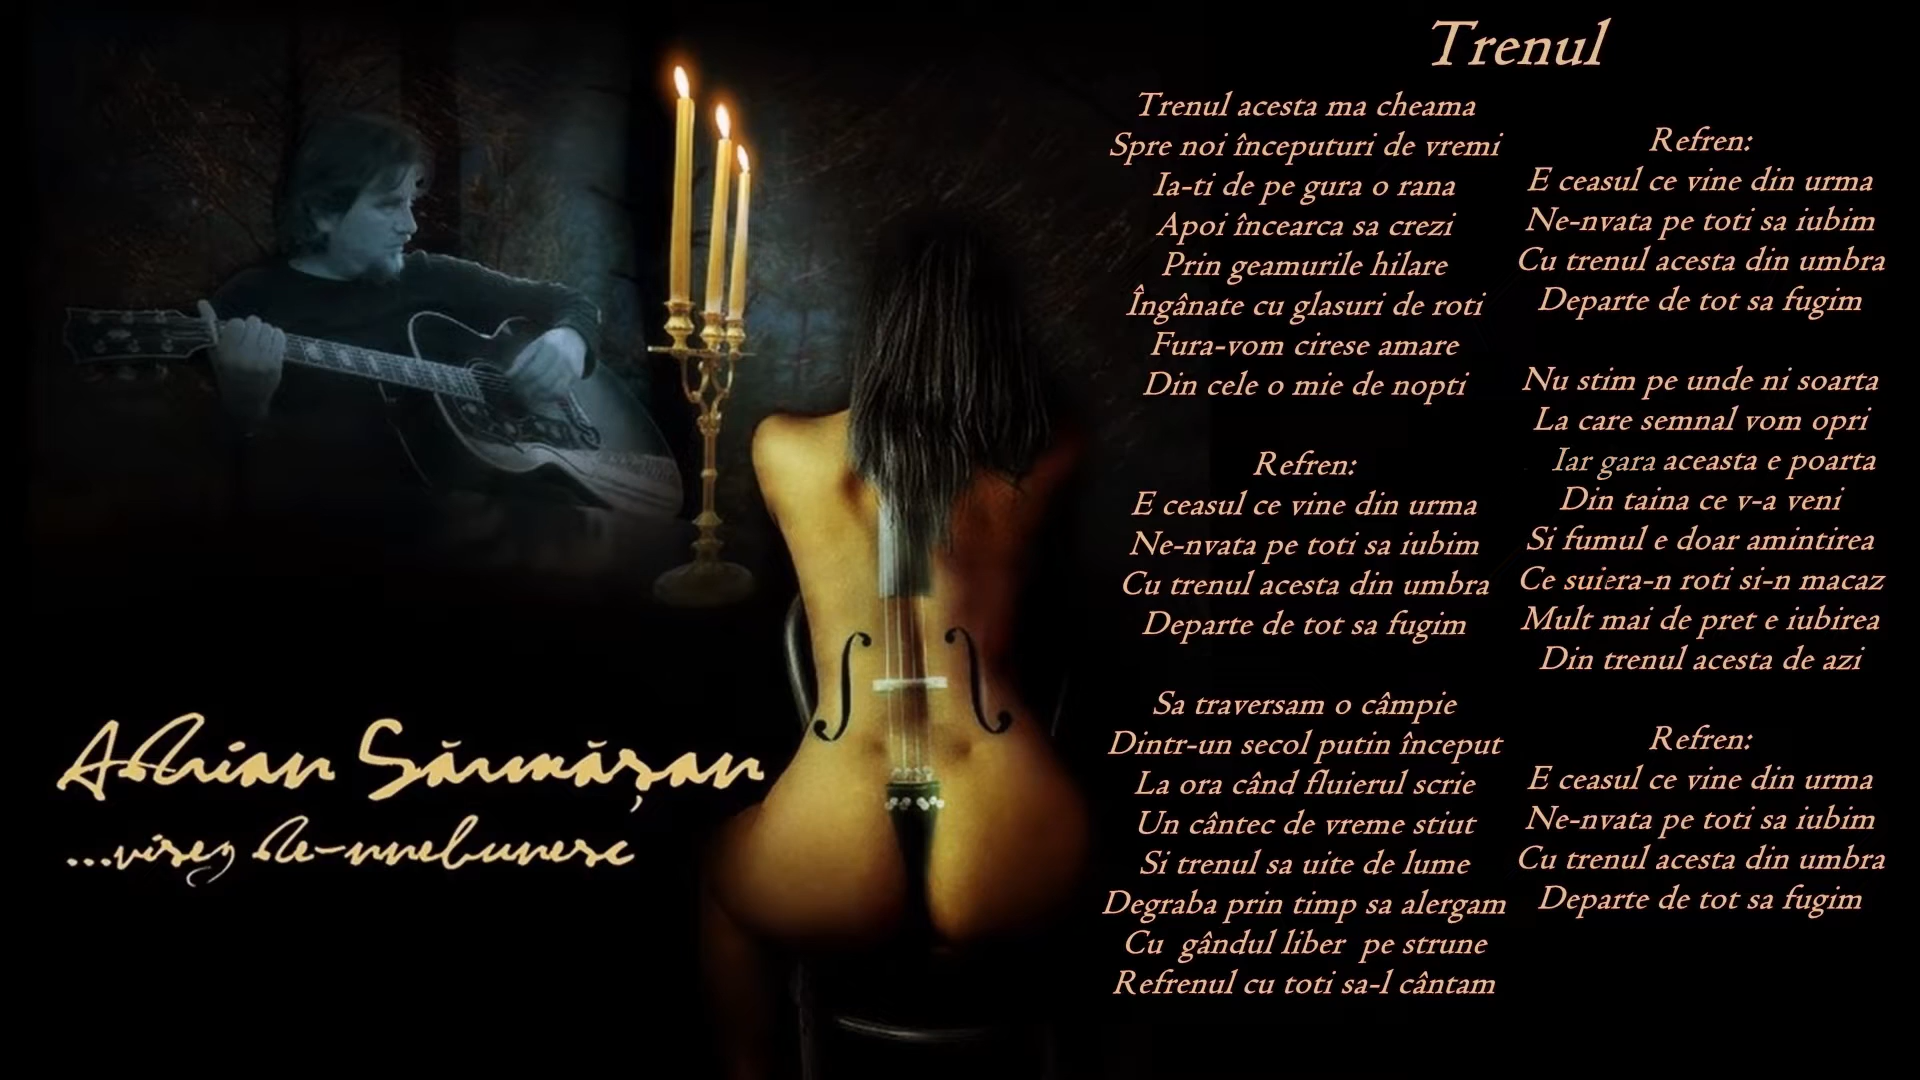 Trenul
Trenul acesta ma cheama
Spre noi începuturi de vremi
Ia-ti de pe gura o rana
Apoi încearca sa crezi
Prin geamurile hilare
Îngânate cu glasuri de roti
Fura-vom cirese amare
Din cele o mie de nopti
Refren:
E ceasul ce vine din urma
Ne-nvata pe toti sa iubim
Cu trenul acesta din umbra
Departe de tot sa fugim
Sa traversam o câmpie
Dintr-un secol putin început
La ora când fluierul scrie
Un cântec de vreme stiut
Si trenul sa uite de lume
Degraba prin timp sa alergam
Cu gândul liber pe strune
Refrenul cu toti sa-l cântam
Refren:
E ceasul ce vine din urma
Ne-nvata pe toti sa iubim
Cu trenul acesta din umbra
Departe de tot sa fugim
Nu stim pe unde ni soarta
La care semnal vom opri
Iar gara aceasta e poarta
Din taina ce v-a veni
Si fumul e doar amintirea
Ce suiera-n roti si-n macaz
Mult mai de pret e iubirea
Din trenul acesta de azi
Refren:
E ceasul ce vine din urma
Ne-nvata pe toti sa iubim
Cu trenul acesta din umbra
Departe de tot sa fugim
Adrian Sărmășan
...visez de-nnebunesc